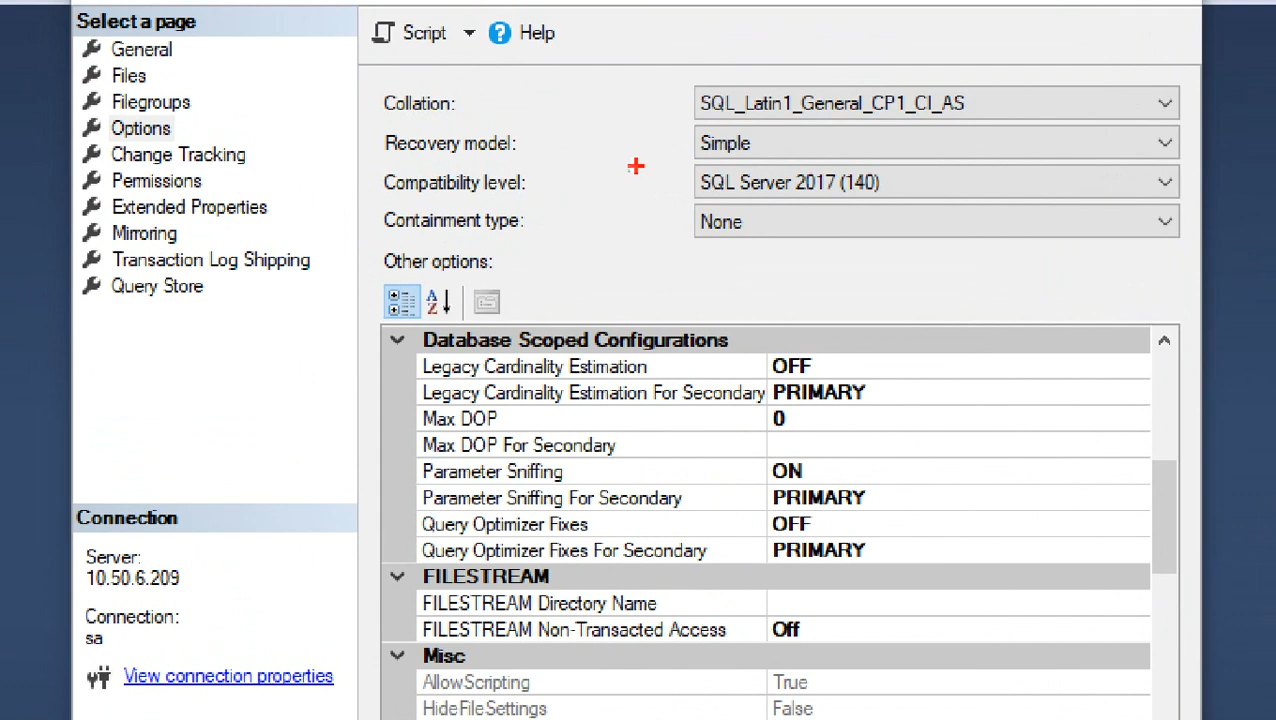 Select a page
General
Files
Filegroups
Options
Change Tracking
Permissions
Extended Properties
Mirroring
Transaction Log Shipping
Query Store
Connection
Server:
10.50.6.209
Connection:
sa
View connection properties
Script
Help
Collation: SQL_Latin1_General_CP1_CI_AS
Recovery model: Simple
Compatibility level: SQL Server 2017 (140)
Containment type: None
Other options:
Database Scoped Configurations
Legacy Cardinality Estimation OFF
Legacy Cardinality Estimation For Secondary PRIMARY
Max DOP 0
Max DOP For Secondary
Parameter Sniffing ON
Parameter Sniffing For Secondary PRIMARY
Query Optimizer Fixes OFF
Query Optimizer Fixes For Secondary PRIMARY
FILESTREAM
FILESTREAM Directory Name
FILESTREAM Non-Transacted Access Off
Misc
AllowScripting True
HideFileSettings False